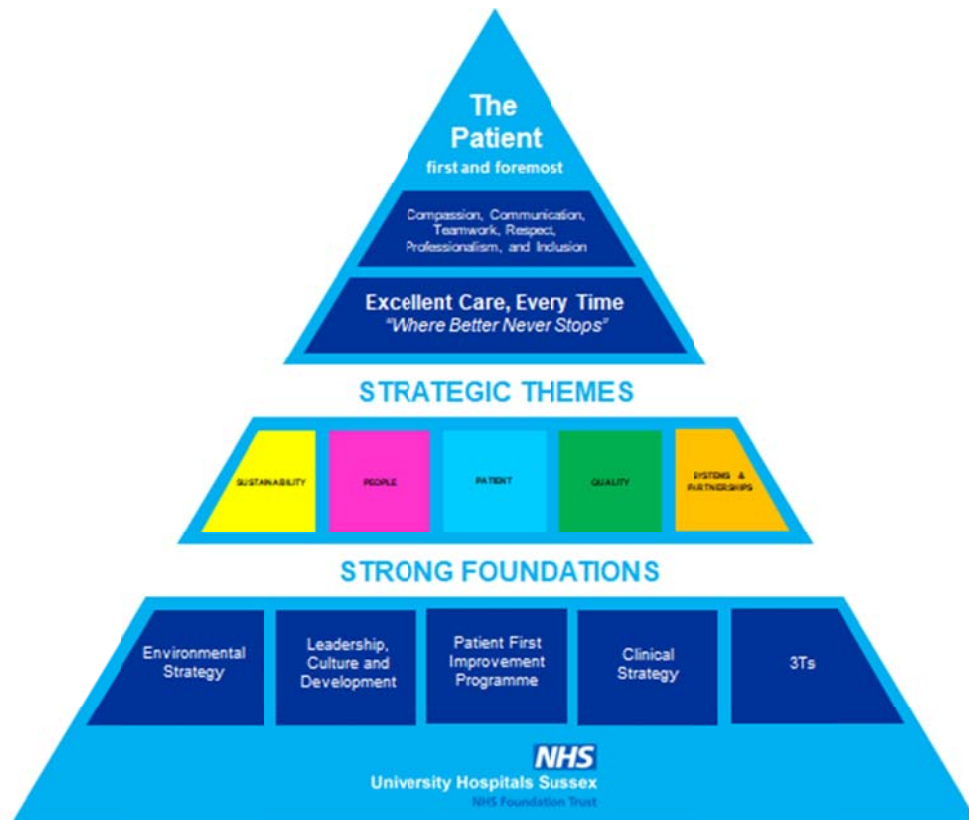 The
Patient
first and foremost
Compassion, Communication,
Teamwork, Respect,
Professionalism, and Inclusion
Excellent Care, Every Time
“Where Better Never Stops”
STRATEGIC THEMES
SUSTAINABILITY
PEOPLE
PATIENT
QUALITY
SYSTEMS &
PARTNERSHIPS
STRONG FOUNDATIONS
Environmental
Strategy
Leadership,
Culture and
Development
Patient First
Improvement
Programme
Clinical
Strategy
3Ts
NHS
University Hospitals Sussex
NHS Foundation Trust